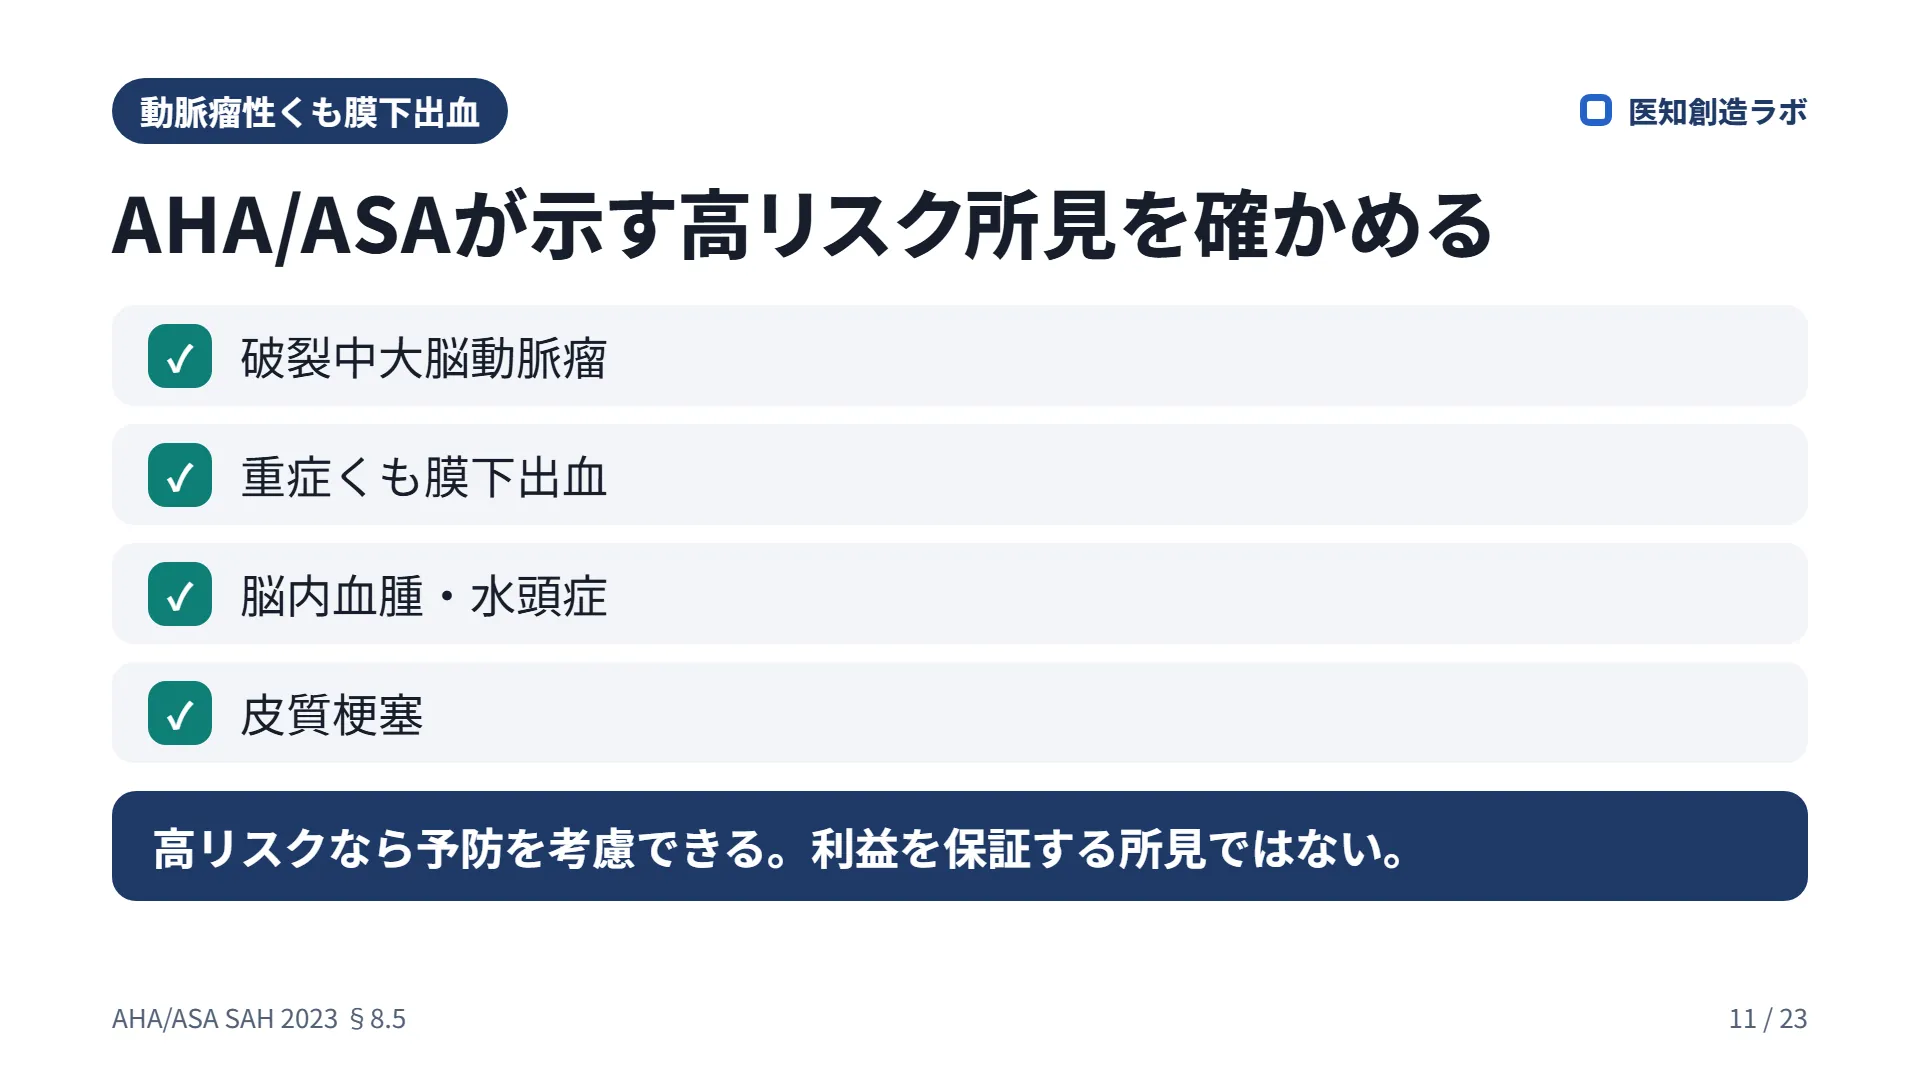 動脈瘤性くも膜下出血
医知創造ラボ
AHA/ASAが示す高リスク所見を確かめる
✓ 破裂中大脳動脈瘤
✓ 重症くも膜下出血
✓ 脳内血腫・水頭症
✓ 皮質梗塞
高リスクなら予防を考慮できる。利益を保証する所見ではない。
AHA/ASA SAH 2023 §8.5
11 / 23